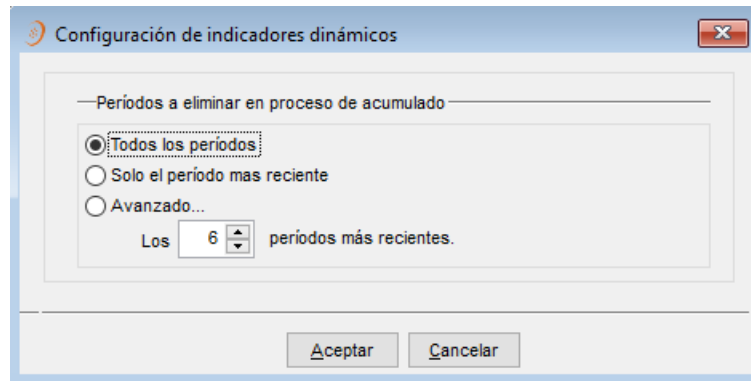 Configuración de indicadores dinámicos
Períodos a eliminar en proceso de acumulado
Todos los períodos
Solo el período mas reciente
Avanzado...
Los 6 períodos más recientes.
Aceptar Cancelar